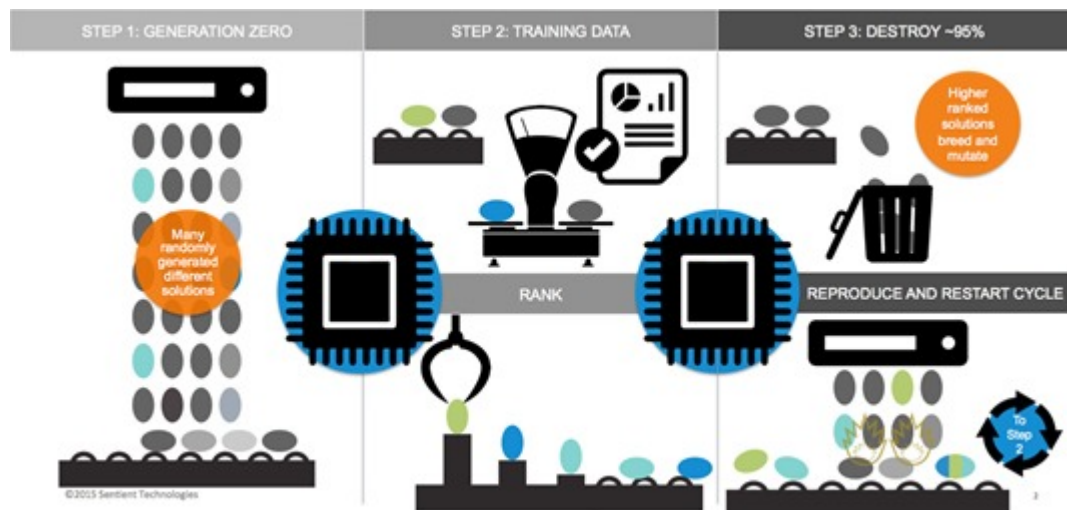 STEP 1: GENERATION ZERO
STEP 2: TRAINING DATA
STEP 3: DESTROY ~95%
Many
randomly
generated
different
solutions
RANK
Higher
ranked
solutions
breed and
mutate
REPRODUCE AND RESTART CYCLE
To
Step
2
©2015 Sentient Technologies
2